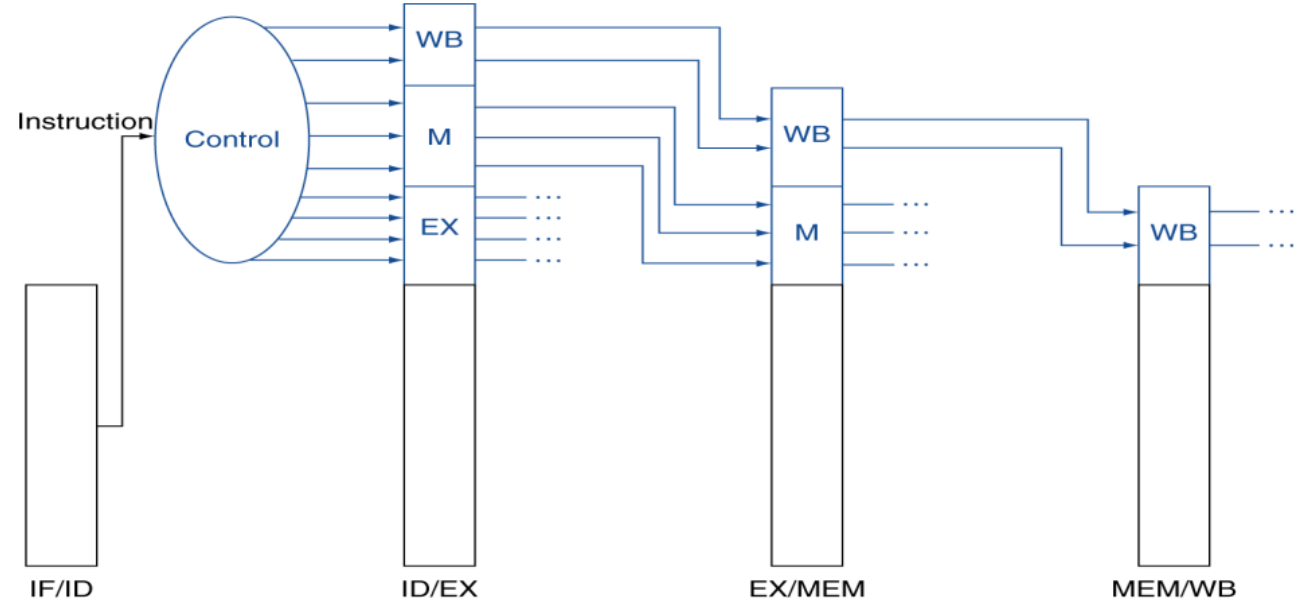 WB
Instruction
Control
M
WB
EX
...
...
...
...
M
...
...
...
WB
...
...
IF/ID
ID/EX
EX/MEM
MEM/WB